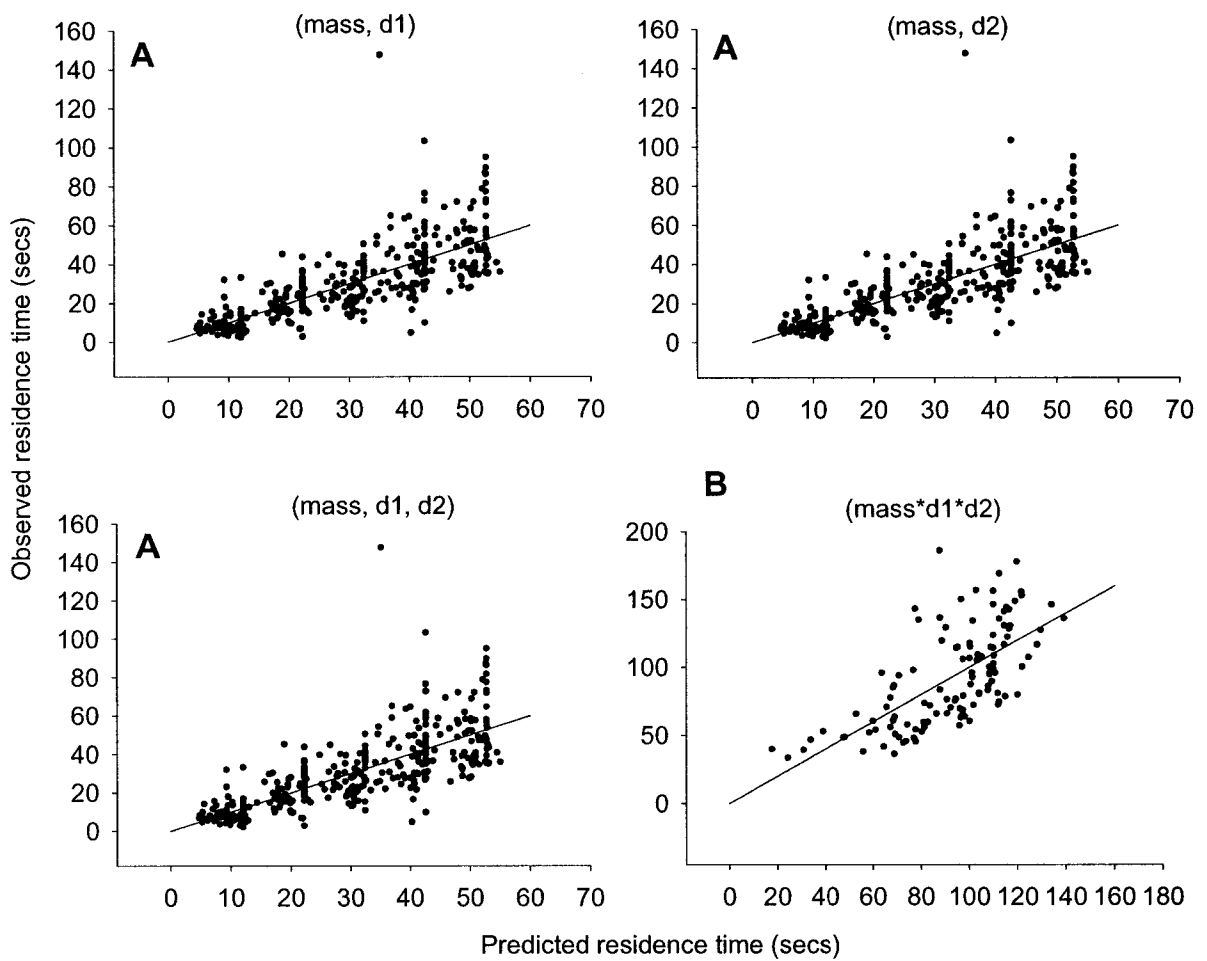 (mass, d1)
A
160
140
120
100
80
60
40
20
0
0 10 20 30 40 50 60 70
(mass, d2)
A
160
140
120
100
80
60
40
20
0
0 10 20 30 40 50 60 70
Observed residence time (secs)
(mass, d1, d2)
A
160
140
120
100
80
60
40
20
0
0 10 20 30 40 50 60 70
B
(mass*d1*d2)
200
150
100
50
0
0 20 40 60 80 100 120 140 160 180
Predicted residence time (secs)